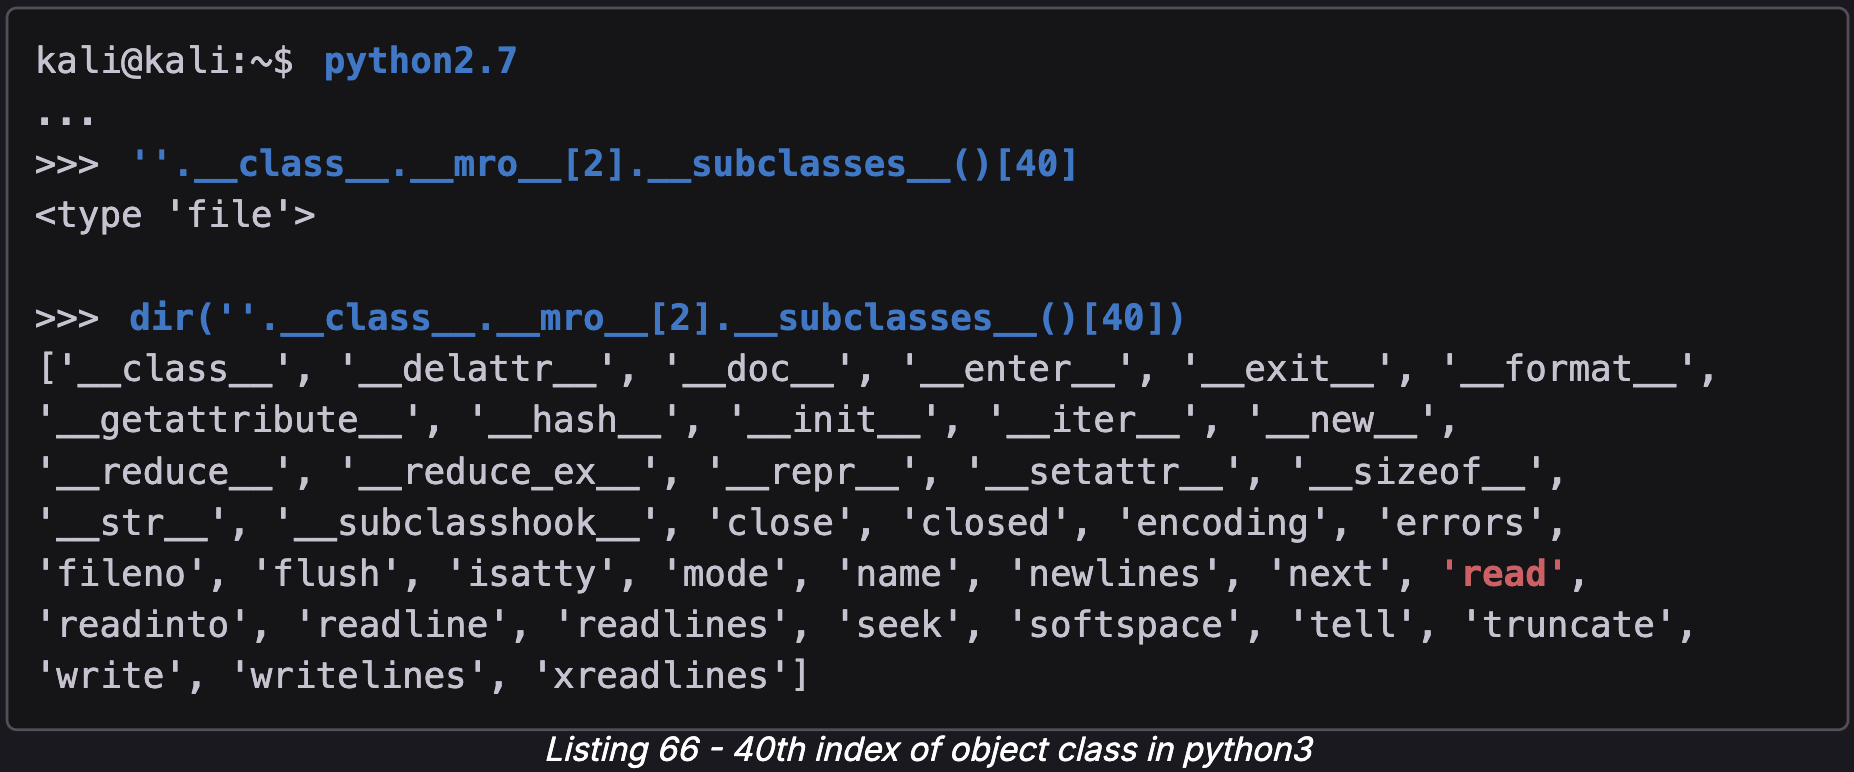 kali@kali:~$ python2.7
...
>>> ''.__class__.__mro__[2].__subclasses__()[40]
<type 'file'>
>>> dir(''.__class__.__mro__[2].__subclasses__()[40])
['__class__', '__delattr__', '__doc__', '__enter__', '__exit__', '__format__',
'__getattribute__', '__hash__', '__init__', '__iter__', '__new__',
'__reduce__', '__reduce_ex__', '__repr__', '__setattr__', '__sizeof__',
'__str__', '__subclasshook__', 'close', 'closed', 'encoding', 'errors',
'fileno', 'flush', 'isatty', 'mode', 'name', 'newlines', 'next', 'read',
'readinto', 'readline', 'readlines', 'seek', 'softspace', 'tell', 'truncate',
'write', 'writelines', 'xreadlines']
Listing 66 - 40th index of object class in python3